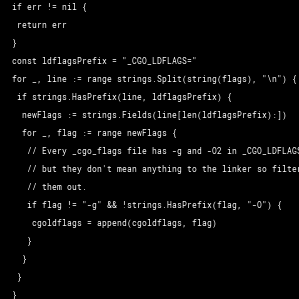 if err != nil {
return err
}
const ldflagsPrefix = "_CGO_LDFLAGS="
for _, line := range strings.Split(string(flags), "\n") {
if strings.HasPrefix(line, ldflagsPrefix) {
newFlags := strings.Fields(line[len(ldflagsPrefix):])
for _, flag := range newFlags {
// Every _cgo_flags file has -g and -O2 in _CGO_LDFLAGS
// but they don't mean anything to the linker so filter
// them out.
if flag != "-g" && !strings.HasPrefix(flag, "-O") {
cgoldflags = append(cgoldflags, flag)
}
}
}
}